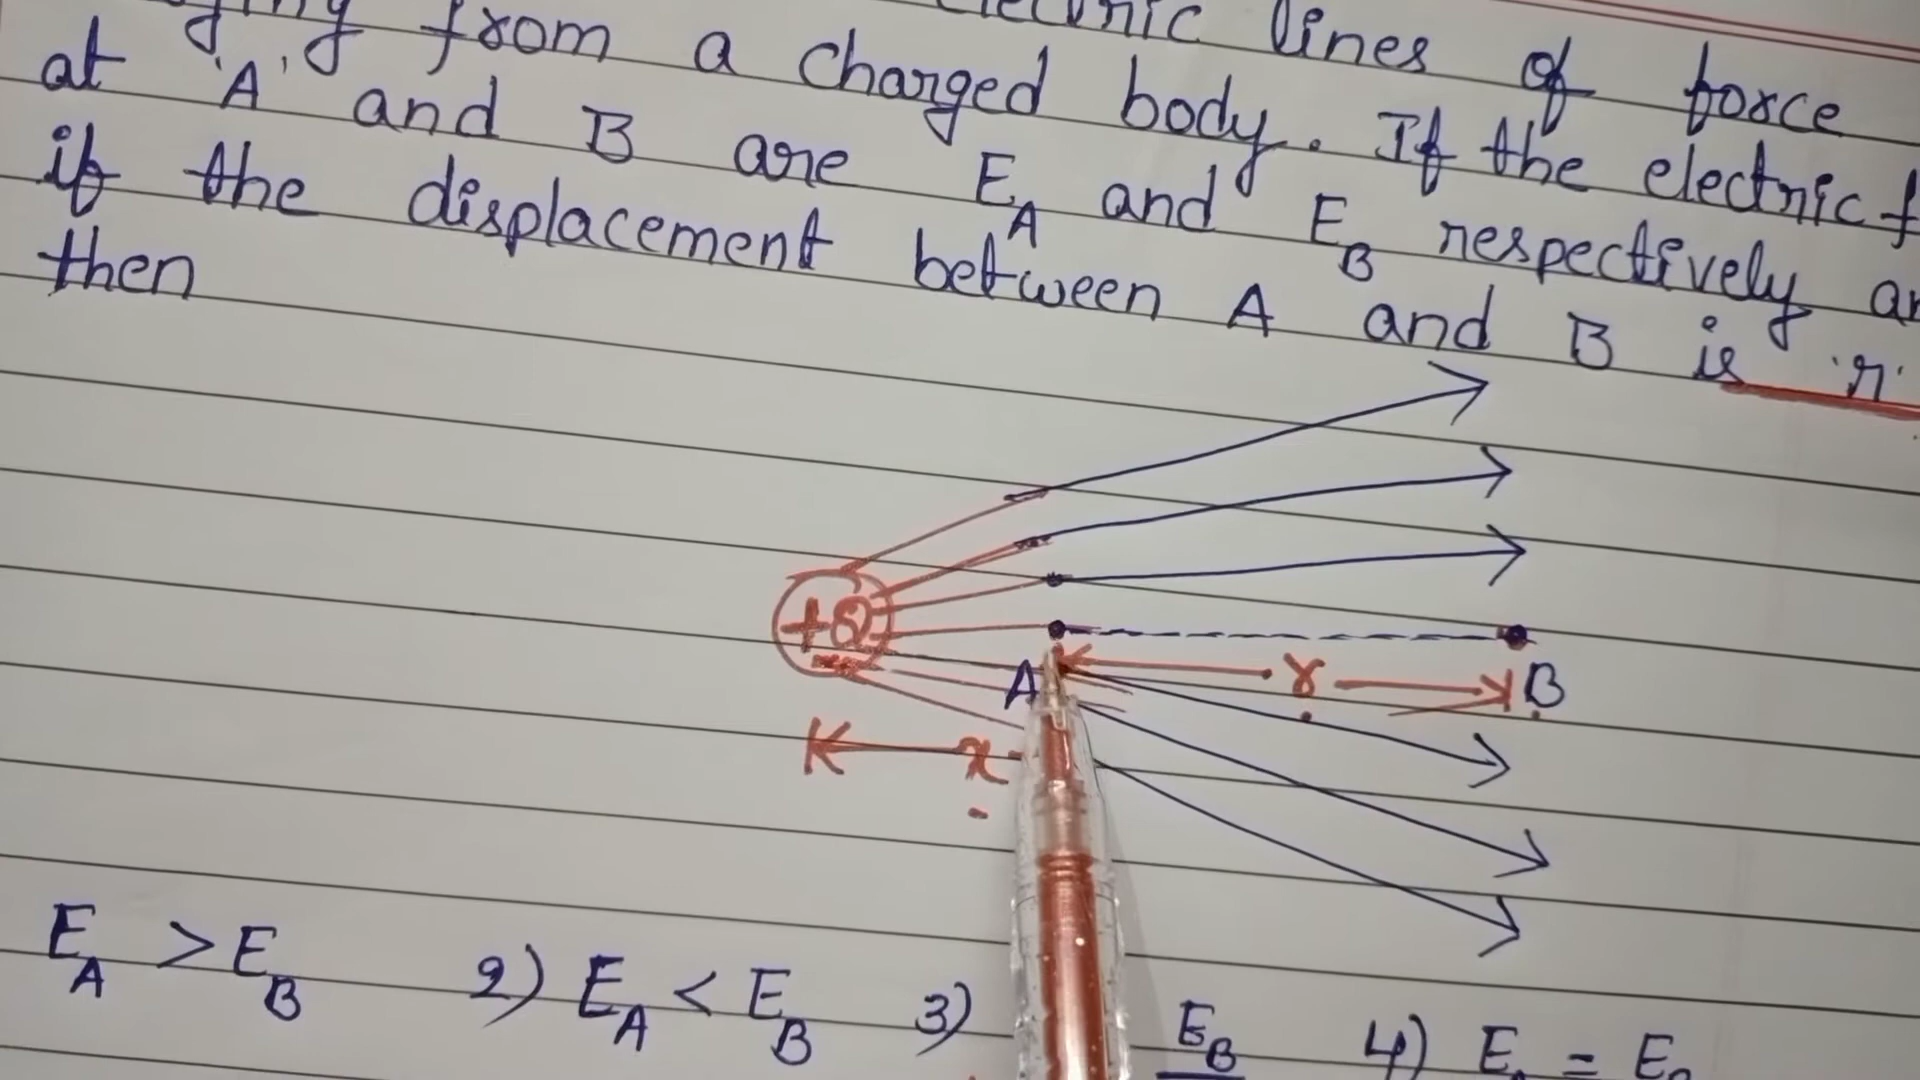 from a charged body. If the electric
lines of force
at 'A' and B are E_A and E_B respectively
if the displacement between A and B is 'r'
then
+Q
A
r
B
x
E_A > E_B 2) E_A < E_B 3) E_B 4) =